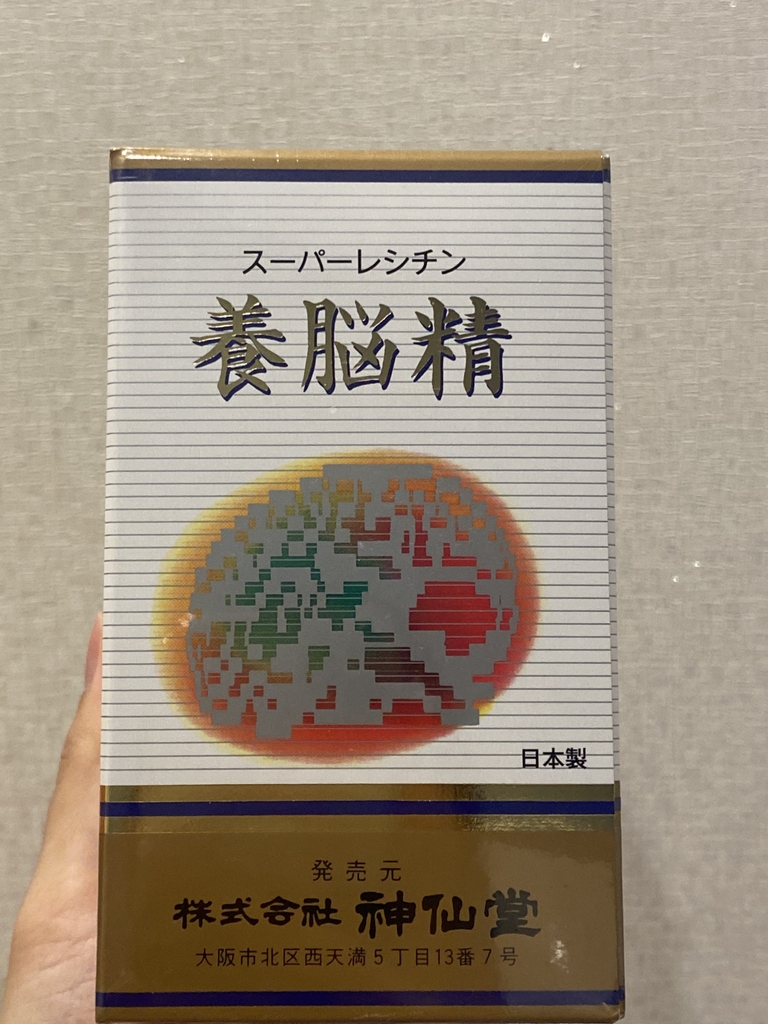 スーパーレシチン
養脳精
日本製
発売元
株式会社 神仙堂
大阪市北区西天満5丁目13番7号